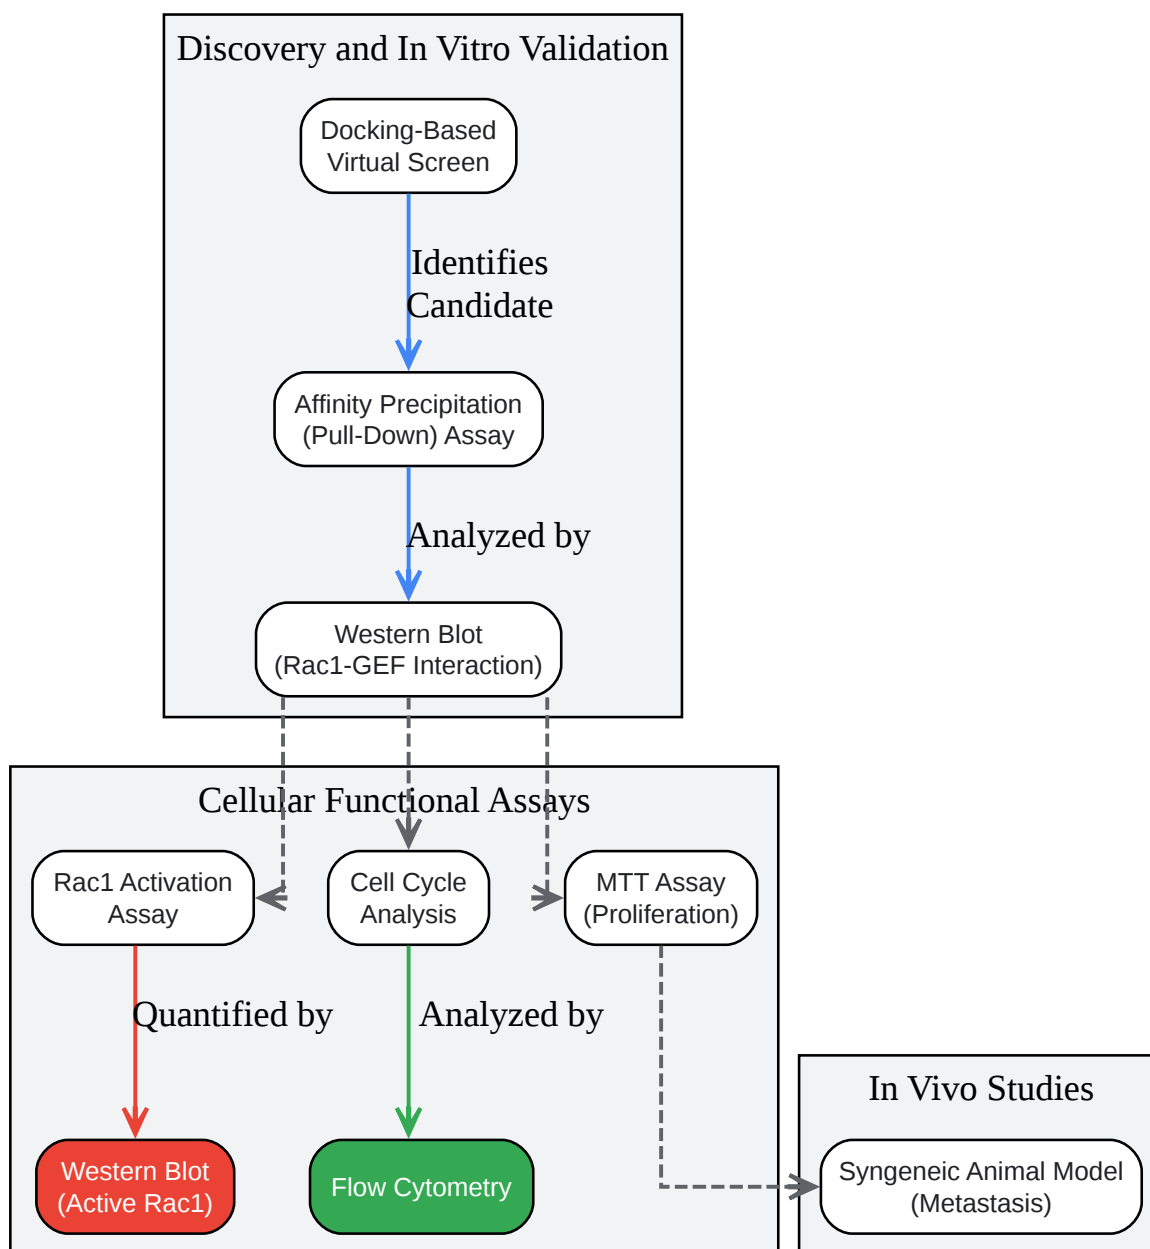 Discovery and In Vitro Validation
Docking-Based
Virtual Screen
Identifies
Candidate
Affinity Precipitation
(Pull-Down) Assay
Analyzed by
Western Blot
(Rac1-GEF Interaction)
Cellular Functional Assays
Rac1 Activation
Assay
Cell Cycle
Analysis
MTT Assay
(Proliferation)
Quantified by
Analyzed by
Western Blot
(Active Rac1)
Flow Cytometry
In Vivo Studies
Syngeneic Animal Model
(Metastasis)